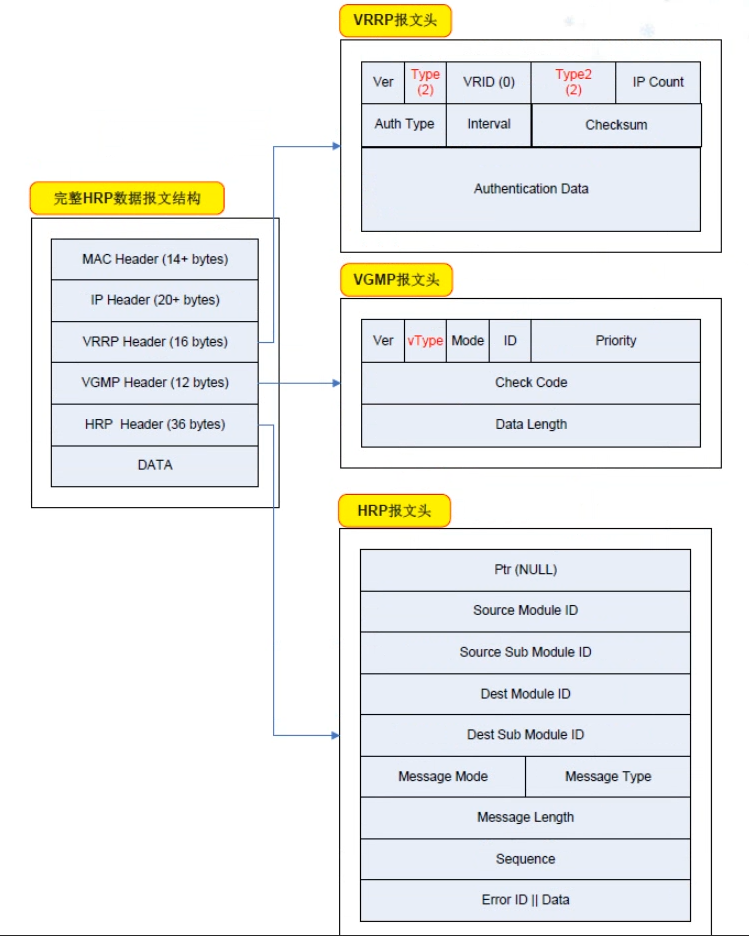 VRRP报文头
Ver
Type
(2)
VRID (0)
Type2
(2)
IP Count
Auth Type
Interval
Checksum
Authentication Data
完整HRP数据报文结构
MAC Header (14+ bytes)
IP Header (20+ bytes)
VRRP Header (16 bytes)
VGMP Header (12 bytes)
HRP Header (36 bytes)
DATA
VGMP报文头
Ver
vType
Mode
ID
Priority
Check Code
Data Length
HRP报文头
Ptr (NULL)
Source Module ID
Source Sub Module ID
Dest Module ID
Dest Sub Module ID
Message Mode
Message Type
Message Length
Sequence
Error ID || Data